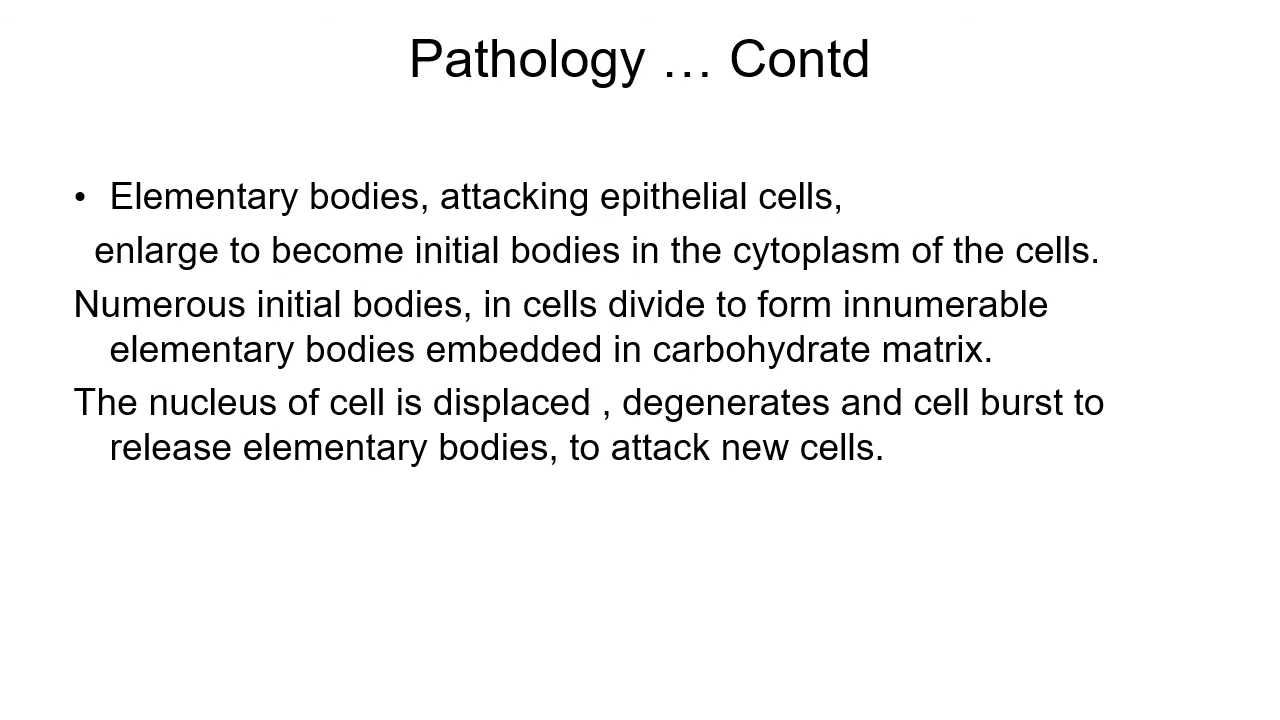 Pathology … Contd
• Elementary bodies, attacking epithelial cells,
enlarge to become initial bodies in the cytoplasm of the cells.
Numerous initial bodies, in cells divide to form innumerable
elementary bodies embedded in carbohydrate matrix.
The nucleus of cell is displaced , degenerates and cell burst to
release elementary bodies, to attack new cells.